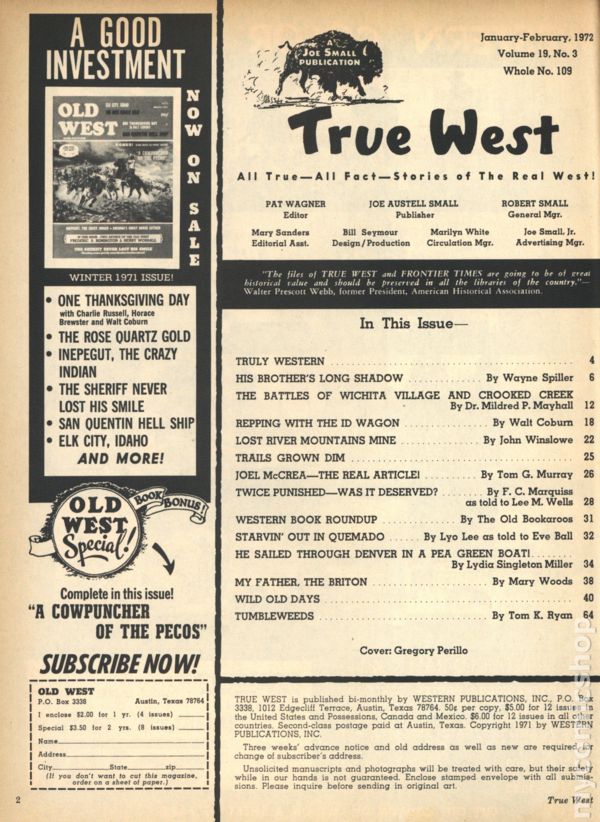 A GOOD
INVESTMENT
OLD
WEST
NOW ON SALE
WINTER 1971 ISSUE!
• ONE THANKSGIVING DAY
with Charlie Russell, Horace
Brewster and Walt Coburn
• THE ROSE QUARTZ GOLD
• INEPEGUT, THE CRAZY
INDIAN
• THE SHERIFF NEVER
LOST HIS SMILE
• SAN QUENTIN HELL SHIP
• ELK CITY, IDAHO
AND MORE!
OLD
WEST
Special!
BOOK BONUS!
Complete in this issue!
"A COWPUNCHER
OF THE PECOS"
SUBSCRIBE NOW!
OLD WEST
P.O. Box 3338 Austin, Texas 78764
I enclose $2.00 for 1 yr. (4 issues)
Special $3.50 for 2 yrs. (8 issues)
Name
Address
City State zip
(If you don't want to cut this magazine,
order on a sheet of paper.)
2
A
JOE SMALL
PUBLICATION
January-February, 1972
Volume 19, No. 3
Whole No. 109
True West
All True—All Fact—Stories of The Real West!
PAT WAGNER JOE AUSTELL SMALL ROBERT SMALL
Editor Publisher General Mgr.
Mary Sanders Bill Seymour Marilyn White Joe Small, Jr.
Editorial Asst. Design/Production Circulation Mgr. Advertising Mgr.
"The files of TRUE WEST and FRONTIER TIMES are going to be of great
historical value and should be preserved in all the libraries of the country,"—
Walter Prescott Webb, former President, American Historical Association.
In This Issue—
TRULY WESTERN 4
HIS BROTHER'S LONG SHADOW By Wayne Spiller 6
THE BATTLES OF WICHITA VILLAGE AND CROOKED CREEK
By Dr. Mildred P. Mayhall 12
REPPING WITH THE ID WAGON By Walt Coburn 18
LOST RIVER MOUNTAINS MINE By John Winslowe 22
TRAILS GROWN DIM 25
JOEL McCREA—THE REAL ARTICLE! By Tom G. Murray 26
TWICE PUNISHED—WAS IT DESERVED? By F. C. Marquiss
as told to Lee M. Wells 28
WESTERN BOOK ROUNDUP By The Old Bookaroos 31
STARVIN' OUT IN QUEMADO By Lyo Lee as told to Eve Ball 32
HE SAILED THROUGH DENVER IN A PEA GREEN BOAT!
By Lydia Singleton Miller 34
MY FATHER, THE BRITON By Mary Woods 38
WILD OLD DAYS 40
TUMBLEWEEDS By Tom K. Ryan 64
Cover: Gregory Perillo
TRUE WEST is published bi-monthly by WESTERN PUBLICATIONS, INC., P.O. Box
3338, 1012 Edgecliff Terrace, Austin, Texas 78764. 50¢ per copy, $5.00 for 12 issues in
the United States and Possessions, Canada and Mexico. $6.00 for 12 issues in all other
countries. Second-class postage paid at Austin, Texas. Copyright 1971 by WESTERN
PUBLICATIONS, INC.
Three weeks' advance notice and old address as well as new are required for
change of subscriber's address.
Unsolicited manuscripts and photographs will be treated with care, but their safety
while in our hands is not guaranteed. Enclose stamped envelope with all submis-
sions. Please inquire before sending in original art.
True West
mycomicshop